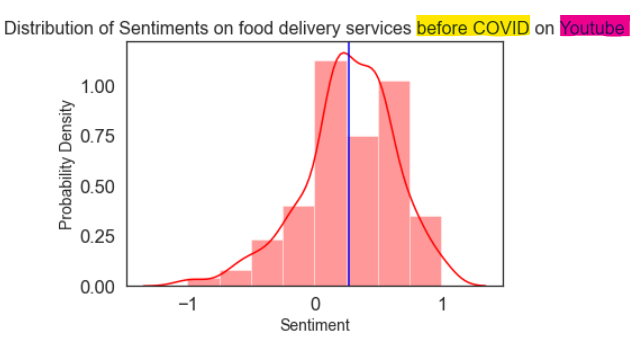 Distribution of Sentiments on food delivery services before COVID on Youtube
Probability Density
1.00
0.75
0.50
0.25
0.00
−1 0 1
Sentiment